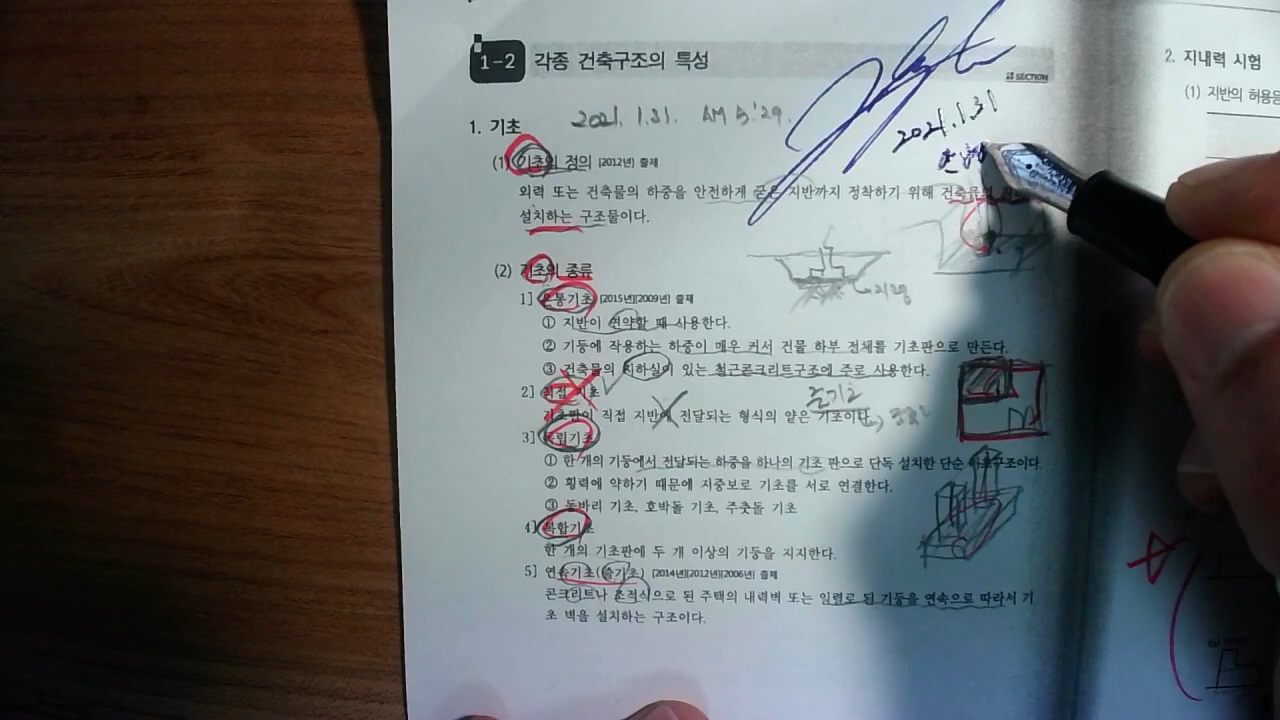 1-2 각종 건축구조의 특성
SECTION
1. 기초
2021. 1.31. AM 5:29.
2021.1.31
(1) 기초의 정의 [2012년] 출제
외력 또는 건축물의 하중을 안전하게 굳은 지반까지 정착하기 위해 건축물의
설치하는 구조물이다.
(2) 기초의 종류
1] 온통기초 [2015년][2009년] 출제
① 지반이 연약할 때 사용한다.
② 기둥에 작용하는 하중이 매우 커서 건물 하부 전체를 기초판으로 만든다.
③ 건축물의 지하실이 있는 철근콘크리트구조에 주로 사용한다.
2] 직접 기초
줄기초
기초판이 직접 지반에 전달되는 형식의 얕은 기초이다.
3] 독립기초
① 한 개의 기둥에서 전달되는 하중을 하나의 기초 판으로 단독 설치한 단순 기초구조이다.
② 횡력에 약하기 때문에 지중보로 기초를 서로 연결한다.
③ 동바리 기초, 호박돌 기초, 주춧돌 기초
4] 복합기초
한 개의 기초판에 두 개 이상의 기둥을 지지한다.
5] 연속기초(줄기초) [2014년][2012년][2006년] 출제
콘크리트나 조적식으로 된 주택의 내력벽 또는 일렬로 된 기둥을 연속으로 따라서 기
초 벽을 설치하는 구조이다.
2. 지내력 시험
(1) 지반의 허용응